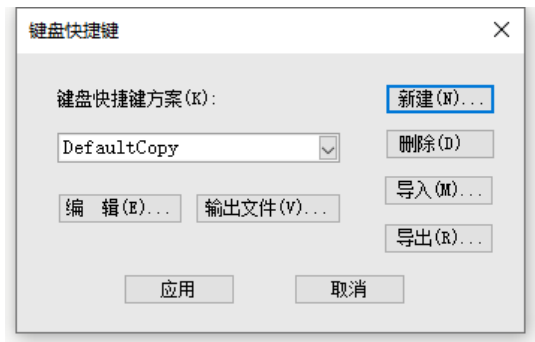 键盘快捷键
键盘快捷键方案(K):
新建(N)...
DefaultCopy
删除(D)
导入(M)...
编 辑(E)...
输出文件(V)...
导出(R)...
应用
取消